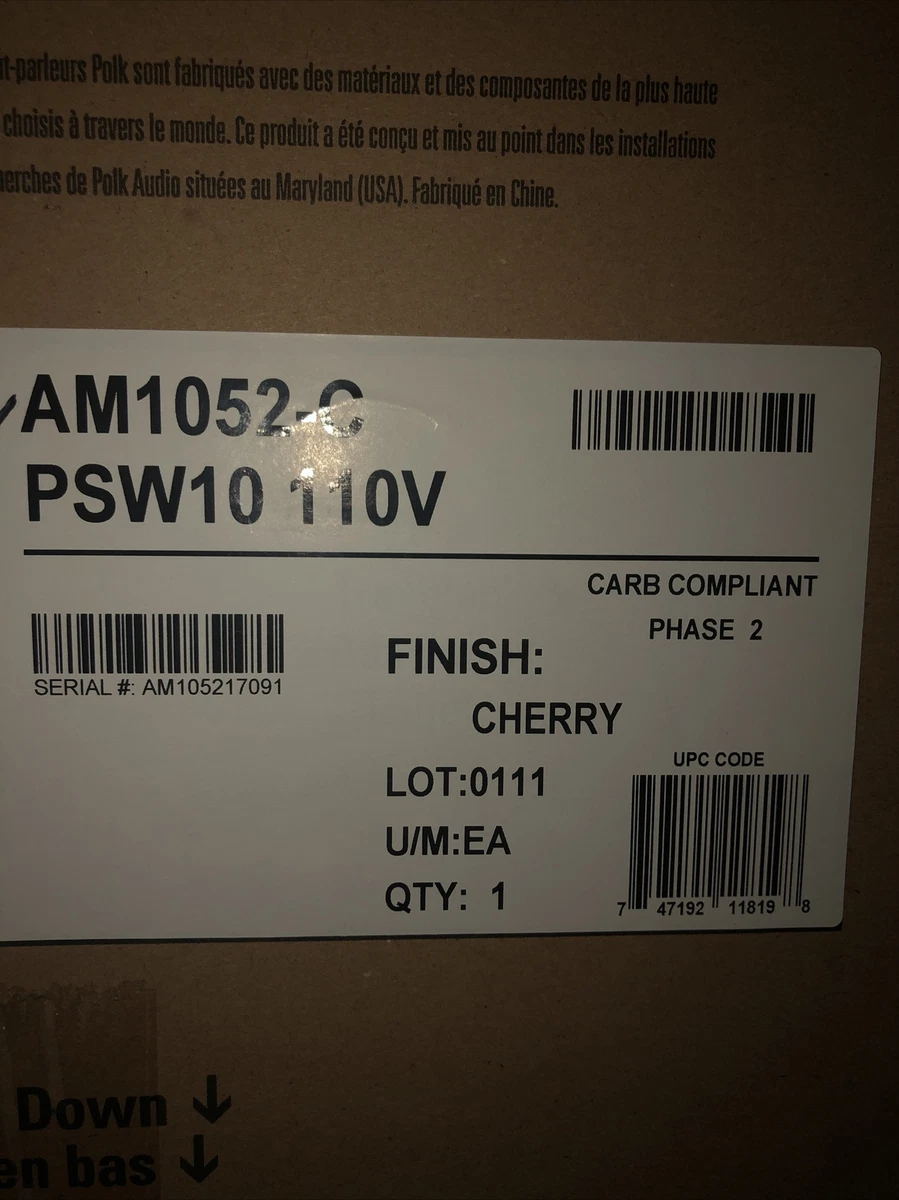 t-parleurs Polk sont fabriqués avec des matériaux et des composantes de la plus haute
choisis à travers le monde. Ce produit a été conçu et mis au point dans les installations
erches de Polk Audio situées au Maryland (USA). Fabriqué en Chine.
AM1052-C
PSW10 110V
CARB COMPLIANT
PHASE 2
SERIAL #: AM105217091
FINISH:
CHERRY
LOT:0111
U/M:EA
QTY: 1
UPC CODE
7 47192 11819 8
Down ↓
en bas ↓